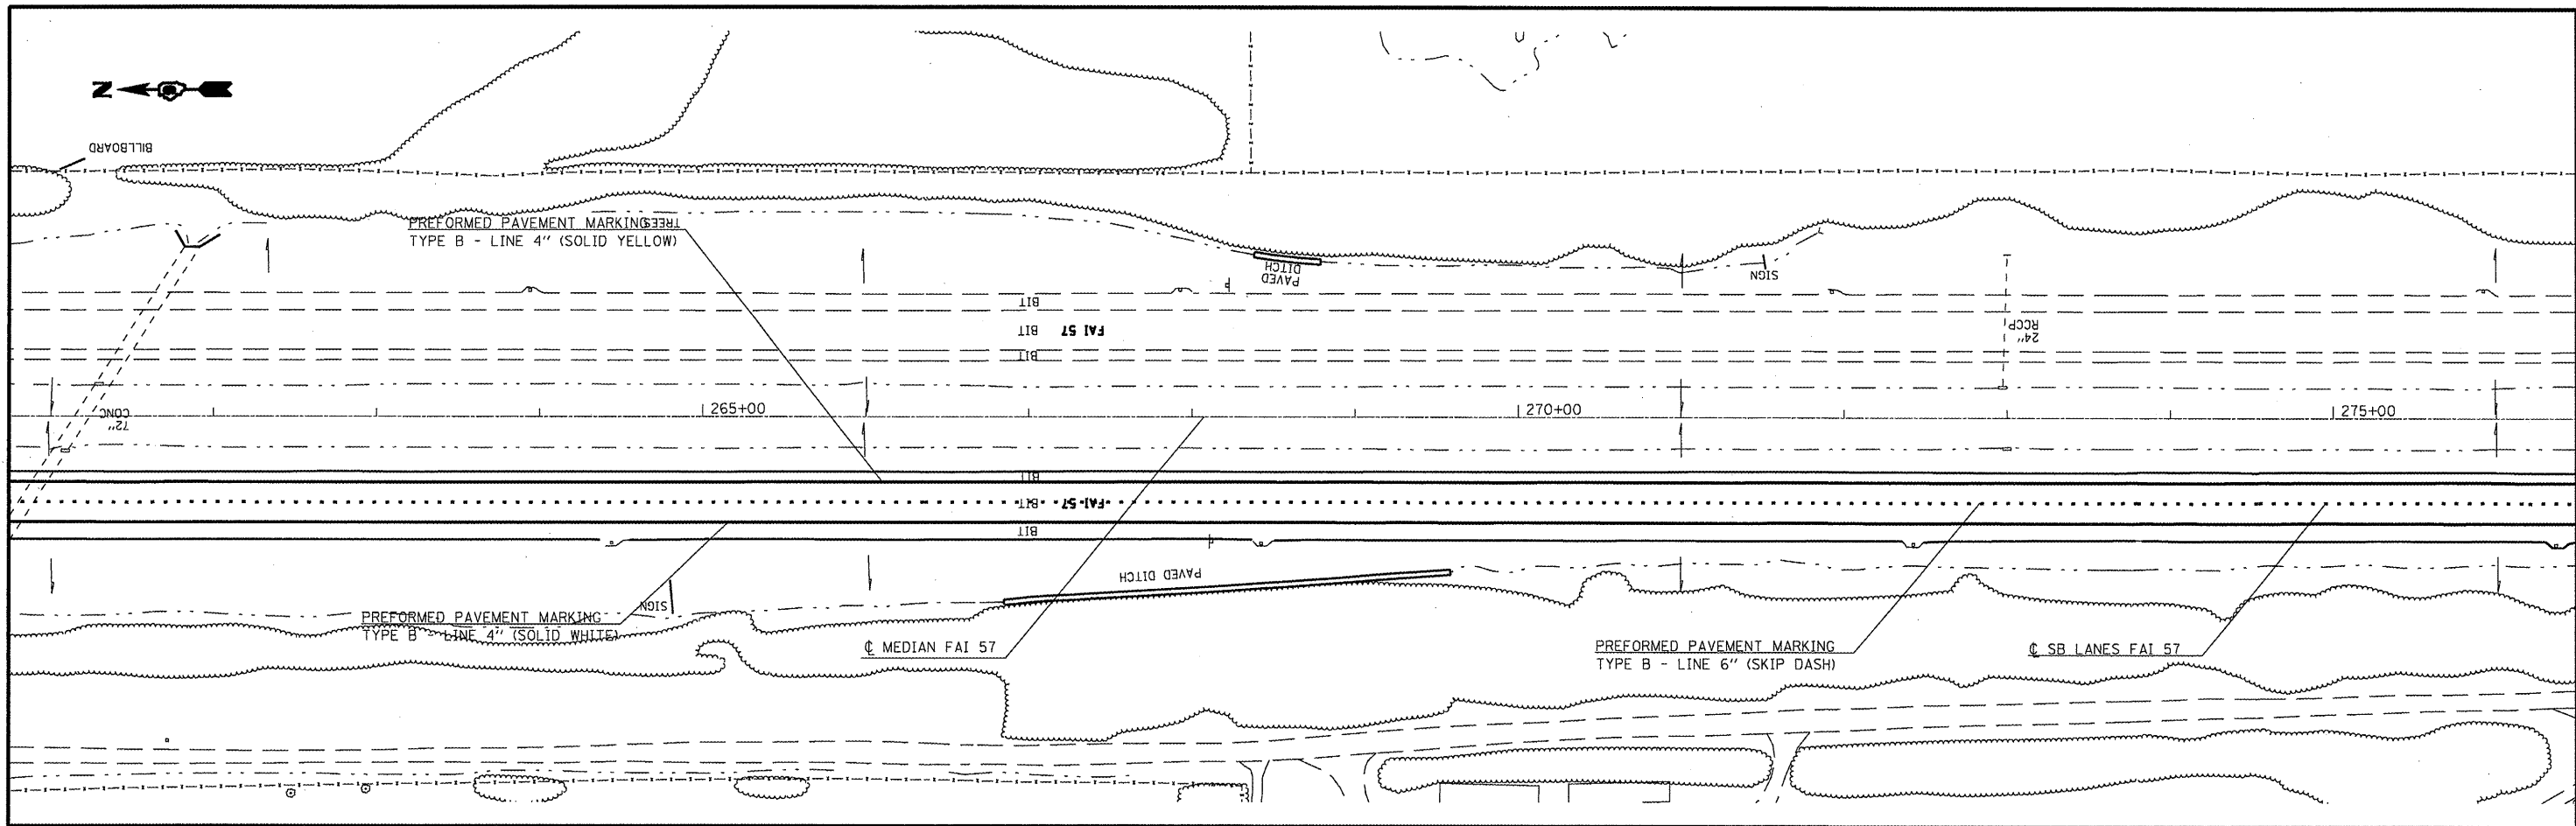 N
BILLBOARD
TREES
PREFORMED PAVEMENT MARKING
TYPE B - LINE 4" (SOLID YELLOW)
PAVED
DITCH
SIGN
BIT
BIT FAI 57
BIT
24"
RCCP
72"
CONC
265+00
270+00
275+00
BIT
BIT FAI 57
BIT
PAVED DITCH
SIGN
PREFORMED PAVEMENT MARKING
TYPE B - LINE 4" (SOLID WHITE)
℄ MEDIAN FAI 57
PREFORMED PAVEMENT MARKING
TYPE B - LINE 6" (SKIP DASH)
℄ SB LANES FAI 57